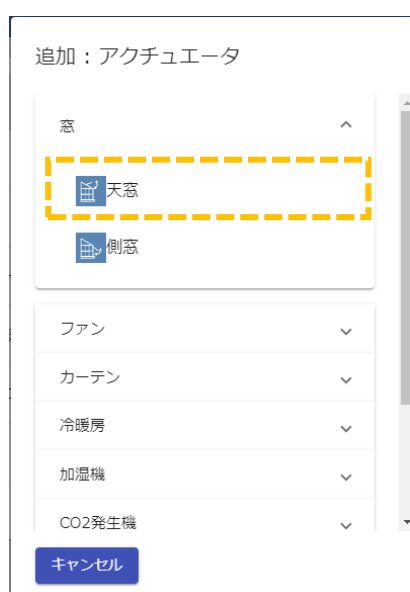 追加：アクチュエータ
窓
天窓
側窓
ファン
カーテン
冷暖房
加湿機
CO2発生機
キャンセル